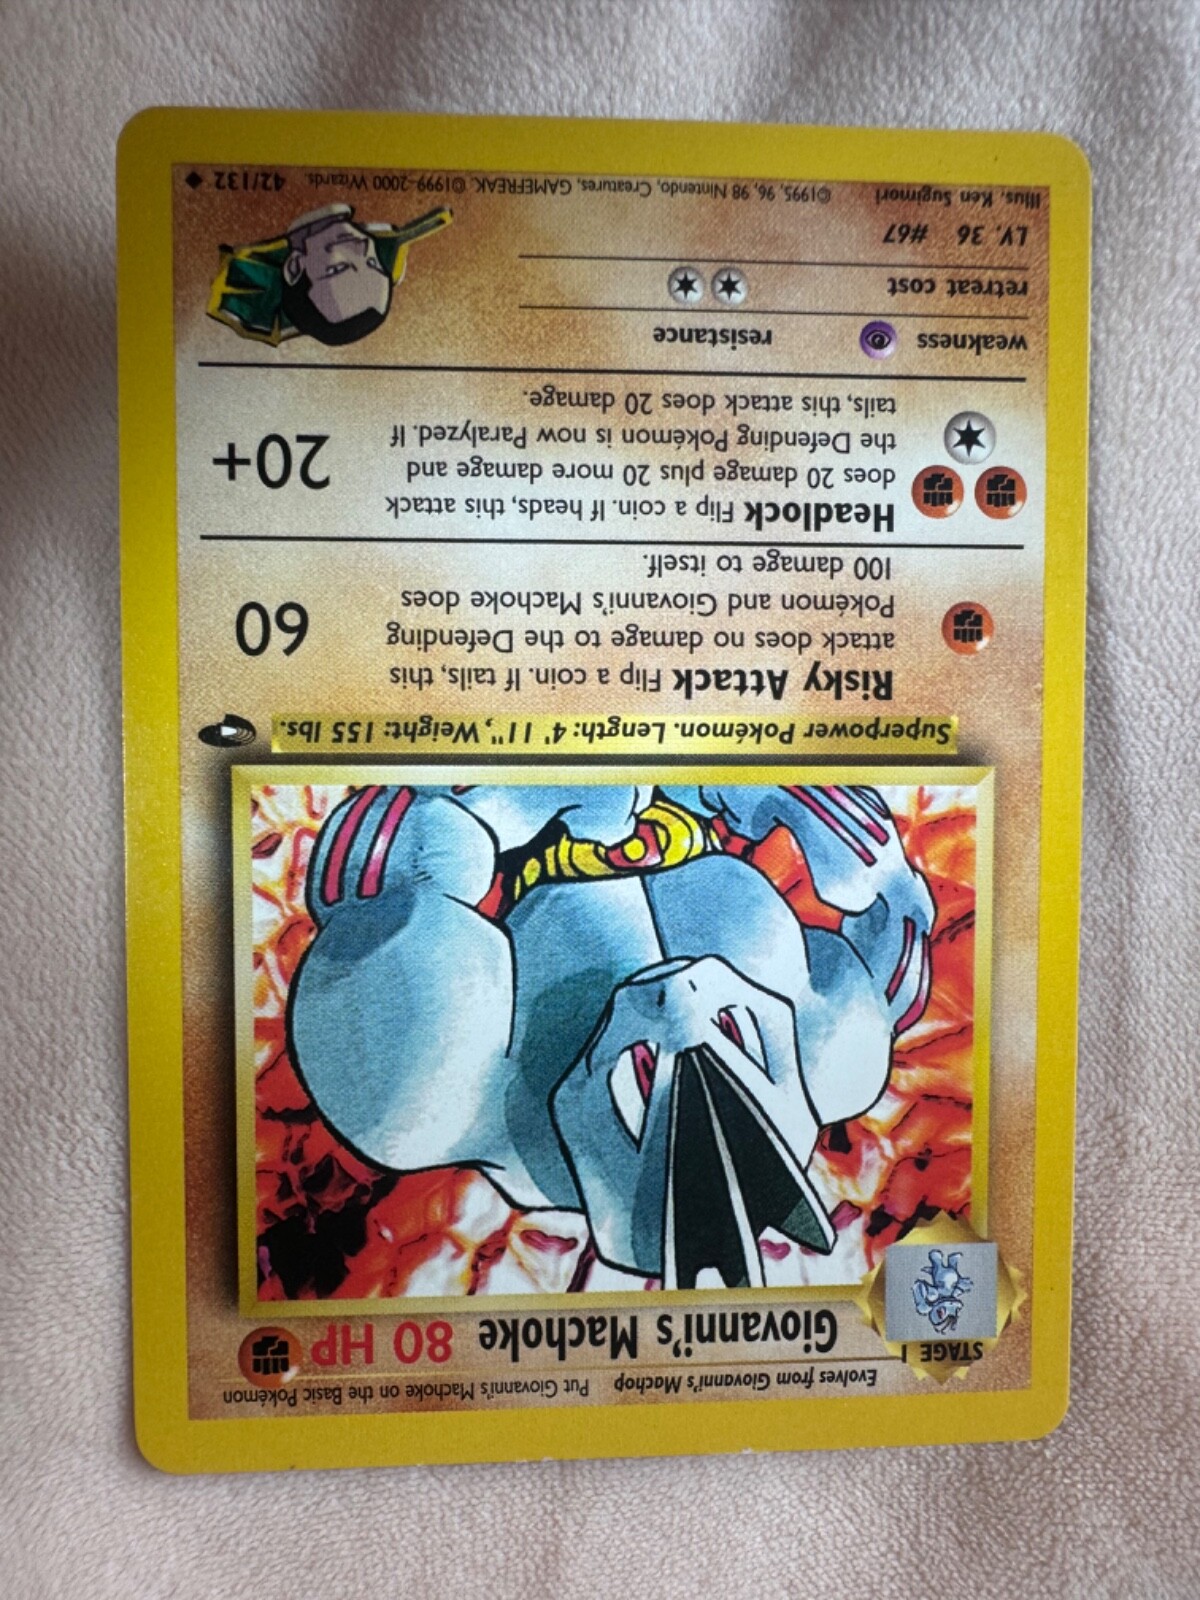 STAGE 1
Evolves from Giovanni's Machop Put Giovanni's Machoke on the Basic Pokémon
Giovanni's Machoke 80 HP
Superpower Pokémon. Length: 4' 11", Weight: 155 lbs.
Risky Attack Flip a coin. If tails, this
attack does no damage to the Defending
Pokémon and Giovanni's Machoke does
100 damage to itself.
60
Headlock Flip a coin. If heads, this attack
does 20 damage plus 20 more damage and
the Defending Pokémon is now Paralyzed. If
tails, this attack does 20 damage.
20+
weakness resistance
retreat cost
LV. 36 #67
Illus. Ken Sugimori ©1995, 96, 98 Nintendo, Creatures, GAMEFREAK. ©1999-2000 Wizards. 42/132 ◆